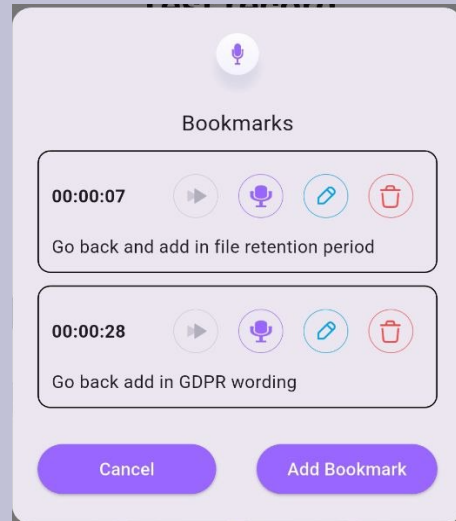 Bookmarks
00:00:07
Go back and add in file retention period
00:00:28
Go back add in GDPR wording
Cancel
Add Bookmark